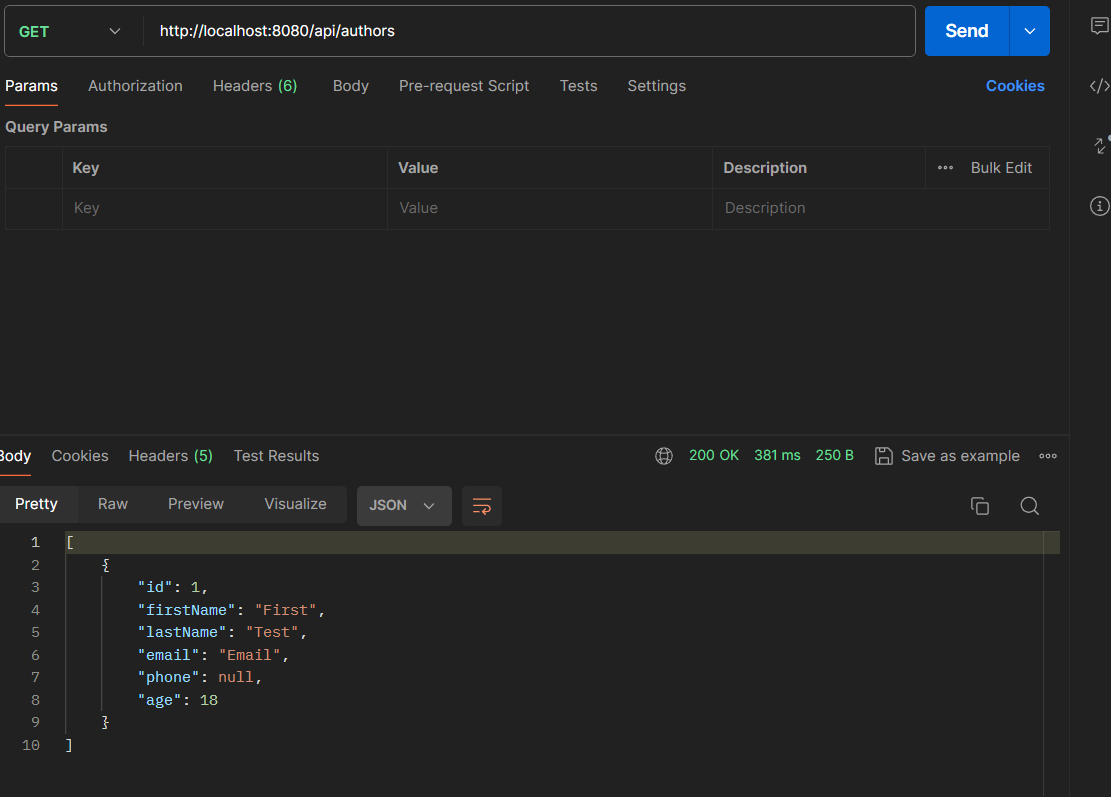 GET http://localhost:8080/api/authors Send
Params Authorization Headers (6) Body Pre-request Script Tests Settings Cookies
Query Params
Key Value Description Bulk Edit
Key Value Description
Body Cookies Headers (5) Test Results 200 OK 381 ms 250 B Save as example
Pretty Raw Preview Visualize JSON
1 [
2 {
3 "id": 1,
4 "firstName": "First",
5 "lastName": "Test",
6 "email": "Email",
7 "phone": null,
8 "age": 18
9 }
10 ]